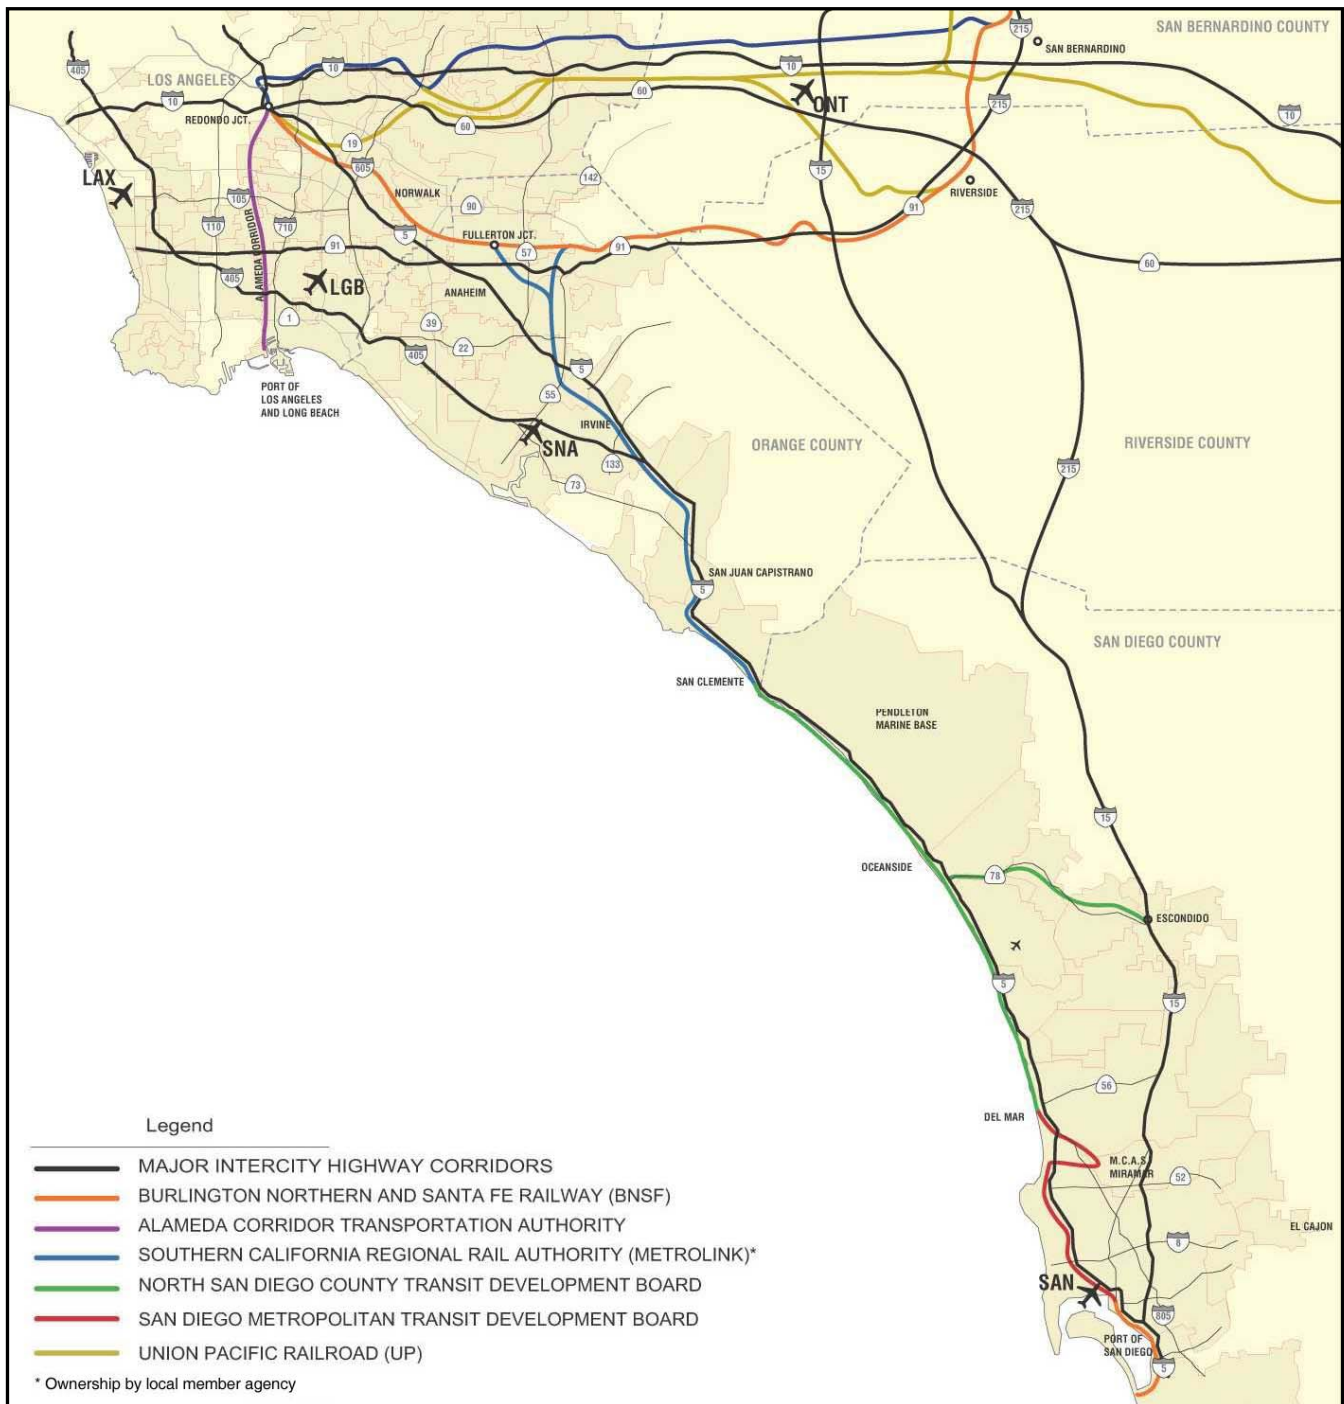 SAN BERNARDINO COUNTY
215
SAN BERNARDINO
405
LOS ANGELES
10
10
60
ONT
215
10
10
REDONDO JCT.
60
19
605
15
LAX
NORWALK
142
RIVERSIDE
105
90
91
215
110
710
5
FULLERTON JCT.
ALAMEDA CORRIDOR
91
57
91
60
405
LGB
ANAHEIM
1
39
22
405
5
PORT OF
LOS ANGELES
AND LONG BEACH
55
IRVINE
SNA
ORANGE COUNTY
RIVERSIDE COUNTY
133
215
73
SAN JUAN CAPISTRANO
5
SAN DIEGO COUNTY
SAN CLEMENTE
PENDLETON
MARINE BASE
15
OCEANSIDE
78
ESCONDIDO
5
15
56
DEL MAR
M.C.A.S.
MIRAMAR
52
EL CAJON
8
SAN
805
PORT OF
SAN DIEGO
5
Legend
MAJOR INTERCITY HIGHWAY CORRIDORS
BURLINGTON NORTHERN AND SANTA FE RAILWAY (BNSF)
ALAMEDA CORRIDOR TRANSPORTATION AUTHORITY
SOUTHERN CALIFORNIA REGIONAL RAIL AUTHORITY (METROLINK)*
NORTH SAN DIEGO COUNTY TRANSIT DEVELOPMENT BOARD
SAN DIEGO METROPOLITAN TRANSIT DEVELOPMENT BOARD
UNION PACIFIC RAILROAD (UP)
* Ownership by local member agency